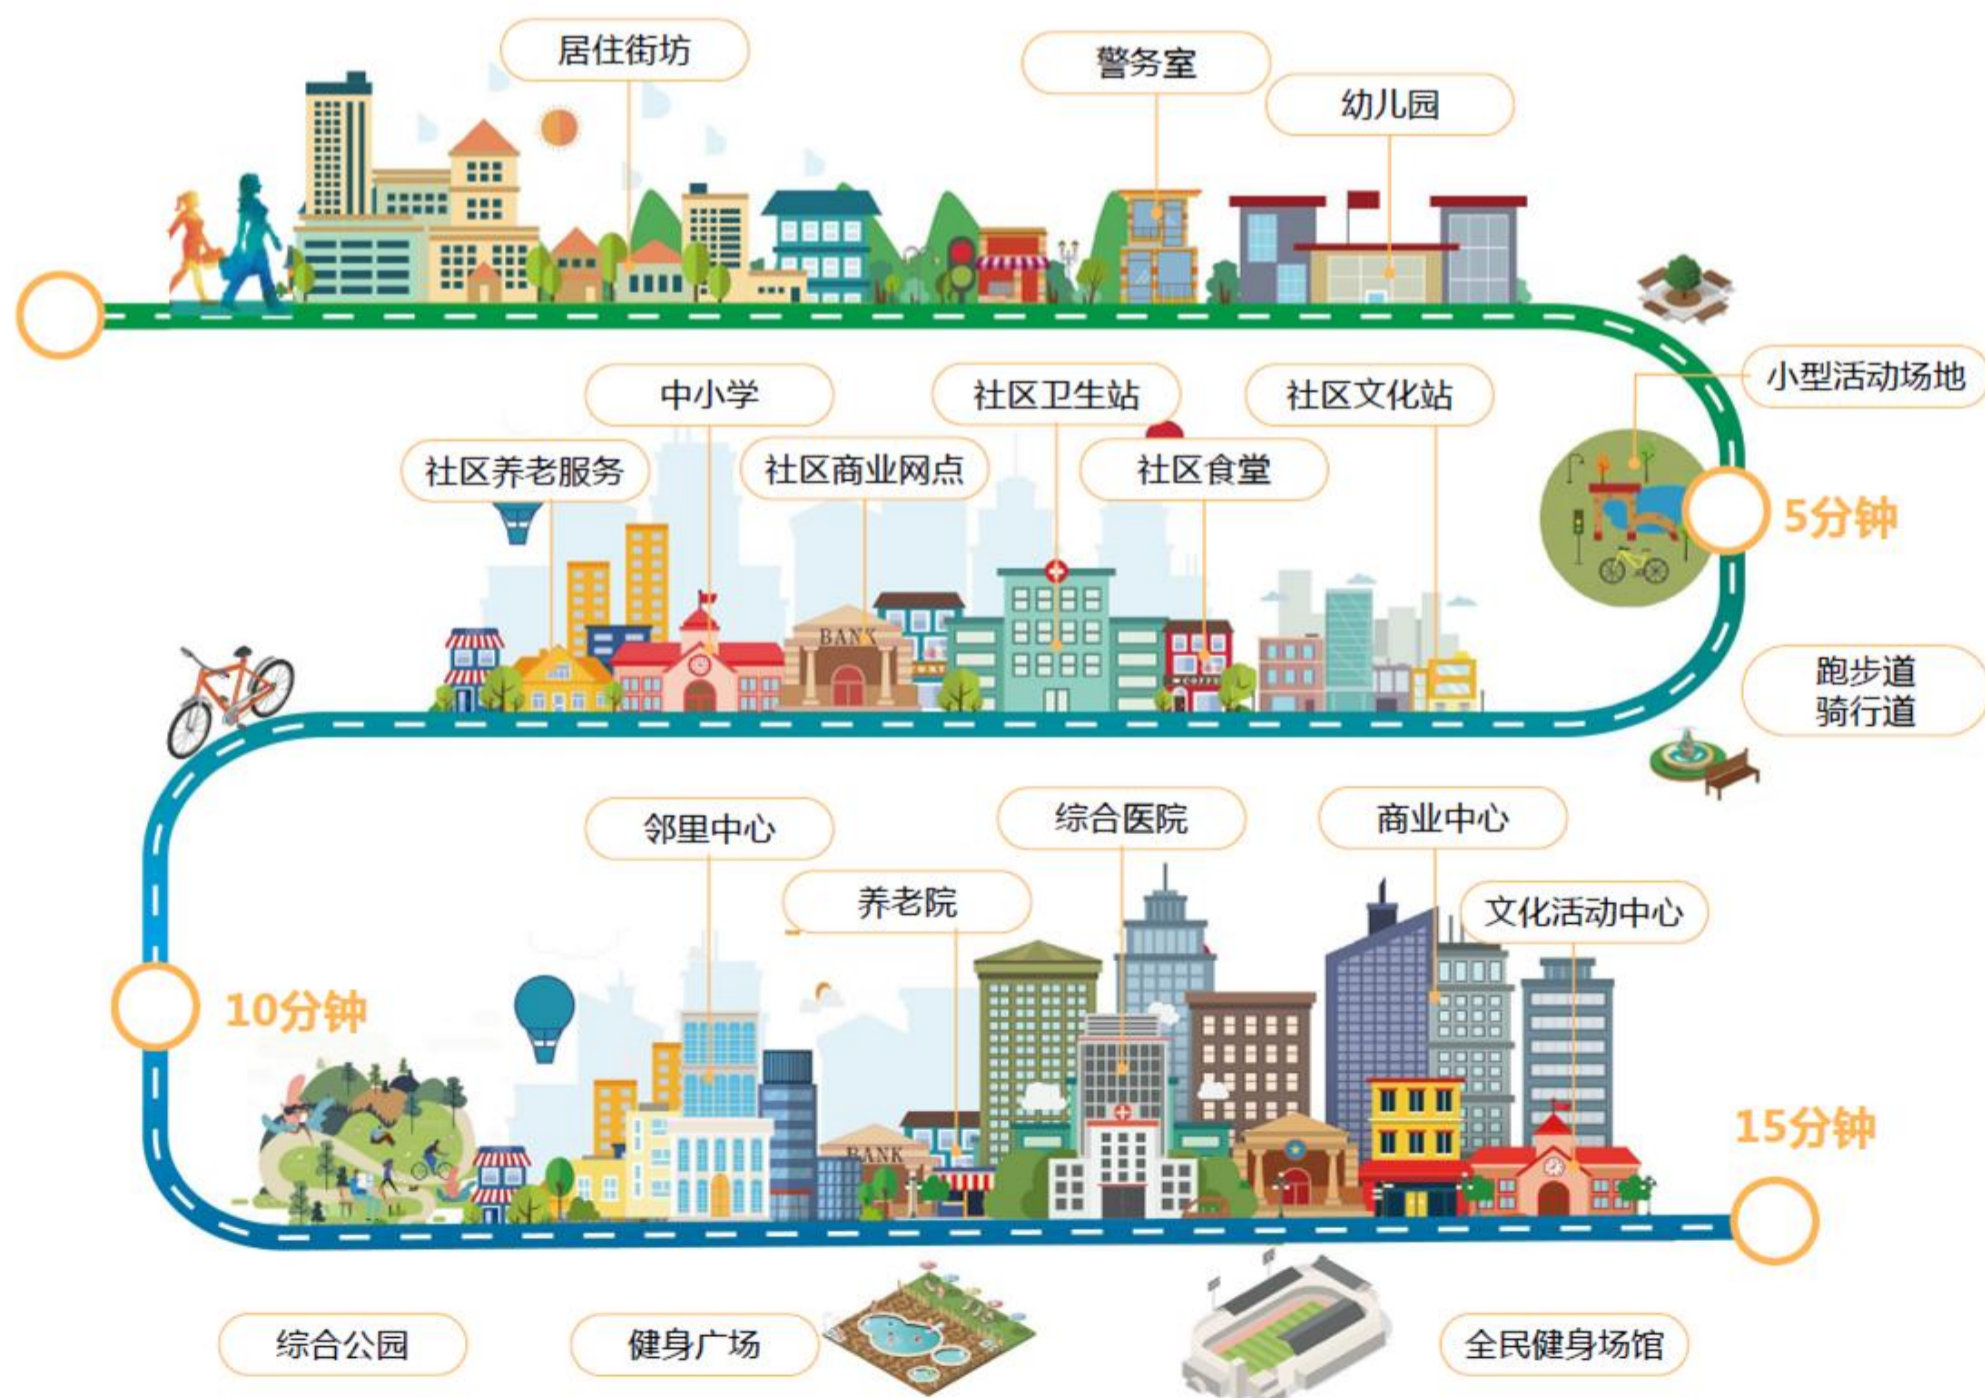 居住街坊
警务室
幼儿园
小型活动场地
中小学
社区卫生站
社区文化站
社区养老服务
社区商业网点
社区食堂
5分钟
BANK
跑步道
骑行道
邻里中心
综合医院
商业中心
养老院
文化活动中心
10分钟
15分钟
BANK
综合公园
健身广场
全民健身场馆